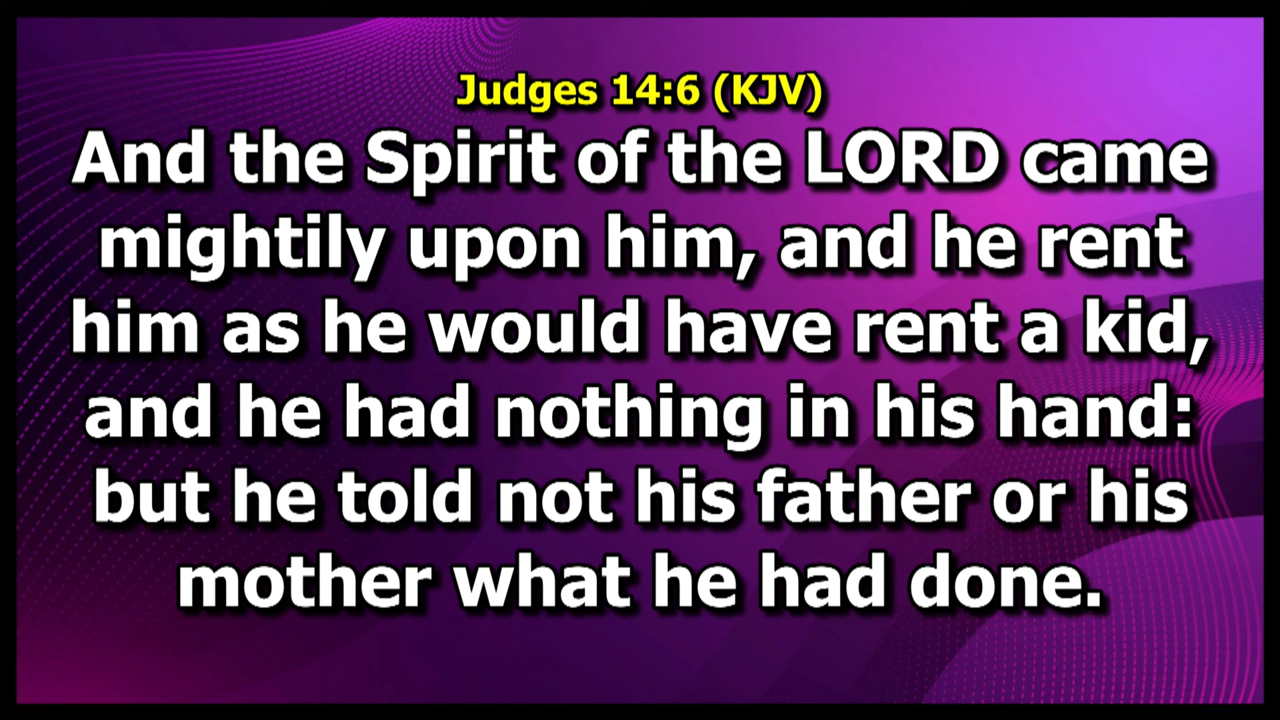 Judges 14:6 (KJV)
And the Spirit of the LORD came
mightily upon him, and he rent
him as he would have rent a kid,
and he had nothing in his hand:
but he told not his father or his
mother what he had done.